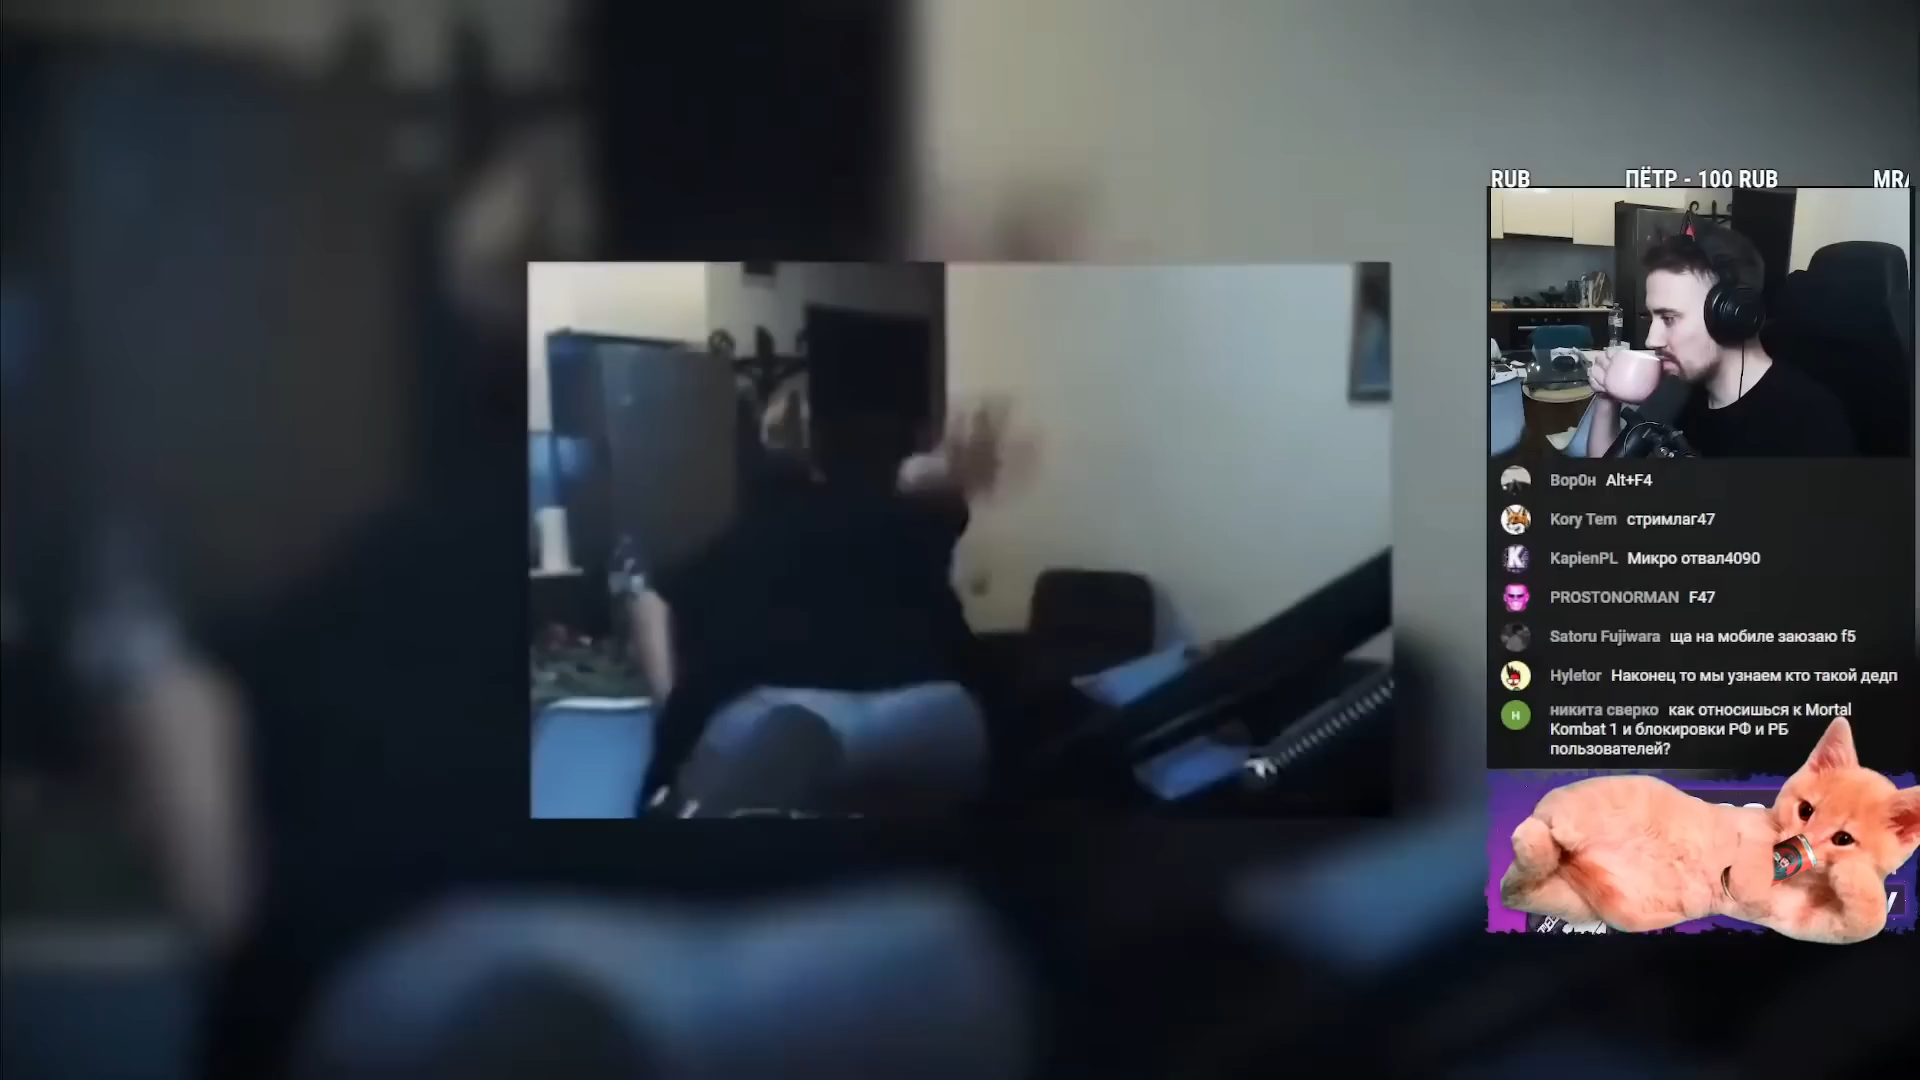 RUB ПЁТР - 100 RUB
Bop0н Alt+F4
Kory Tem стримлаг47
KapienPL Микро отвал4090
PROSTONORMAN F47
Satoru Fujiwara ща на мобиле заюзаю f5
Hyletor Наконец то мы узнаем кто такой дедп
H никита сверко как относишься к Mortal
Kombat 1 и блокировки РФ и РБ
пользователей?